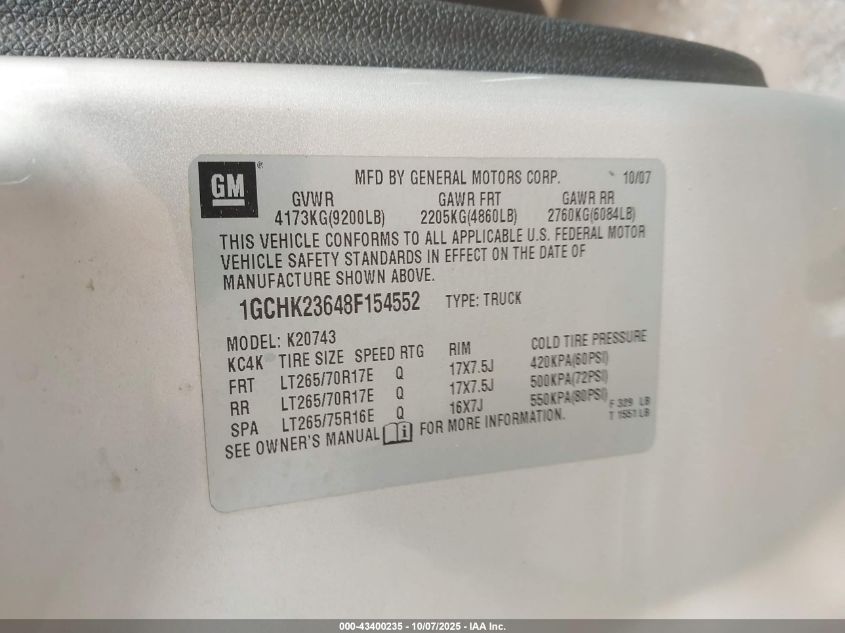 GM
MFD BY GENERAL MOTORS CORP. 10/07
GVWR GAWR FRT GAWR RR
4173KG(9200LB) 2205KG(4860LB) 2760KG(6084LB)
THIS VEHICLE CONFORMS TO ALL APPLICABLE U.S. FEDERAL MOTOR
VEHICLE SAFETY STANDARDS IN EFFECT ON THE DATE OF
MANUFACTURE SHOWN ABOVE.
1GCHK23648F154552 TYPE: TRUCK
MODEL: K20743
KC4K TIRE SIZE SPEED RTG RIM COLD TIRE PRESSURE
FRT LT265/70R17E Q 17X7.5J 420KPA(60PSI)
RR LT265/70R17E Q 17X7.5J 500KPA(72PSI)
SPA LT265/75R16E Q 16X7J 550KPA(80PSI)
F 329 LB
T 1551 LB
SEE OWNER'S MANUAL FOR MORE INFORMATION.
000-43400235 - 10/07/2025 - IAA Inc.